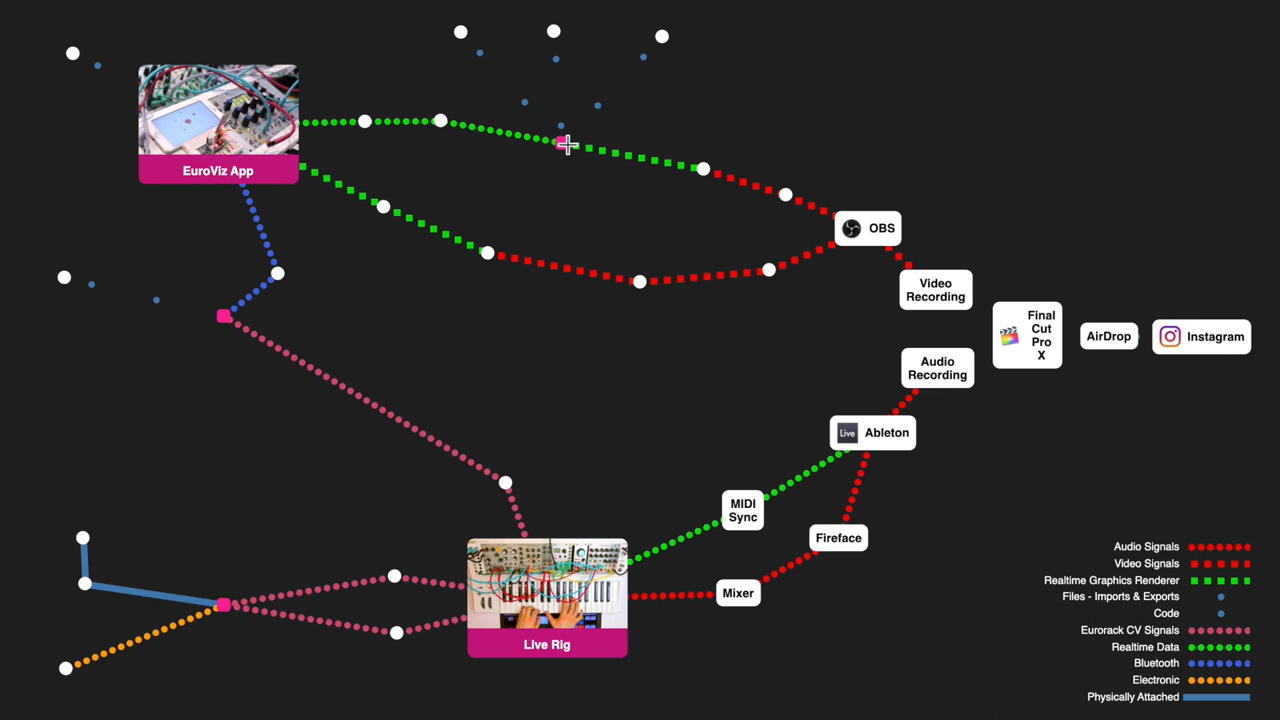 EuroViz App
OBS
Video
Recording
Final
Cut
Pro
X
AirDrop
Instagram
Audio
Recording
Live
Ableton
MIDI
Sync
Fireface
Mixer
Live Rig
Audio Signals
Video Signals
Realtime Graphics Renderer
Files - Imports & Exports
Code
Eurorack CV Signals
Realtime Data
Bluetooth
Electronic
Physically Attached